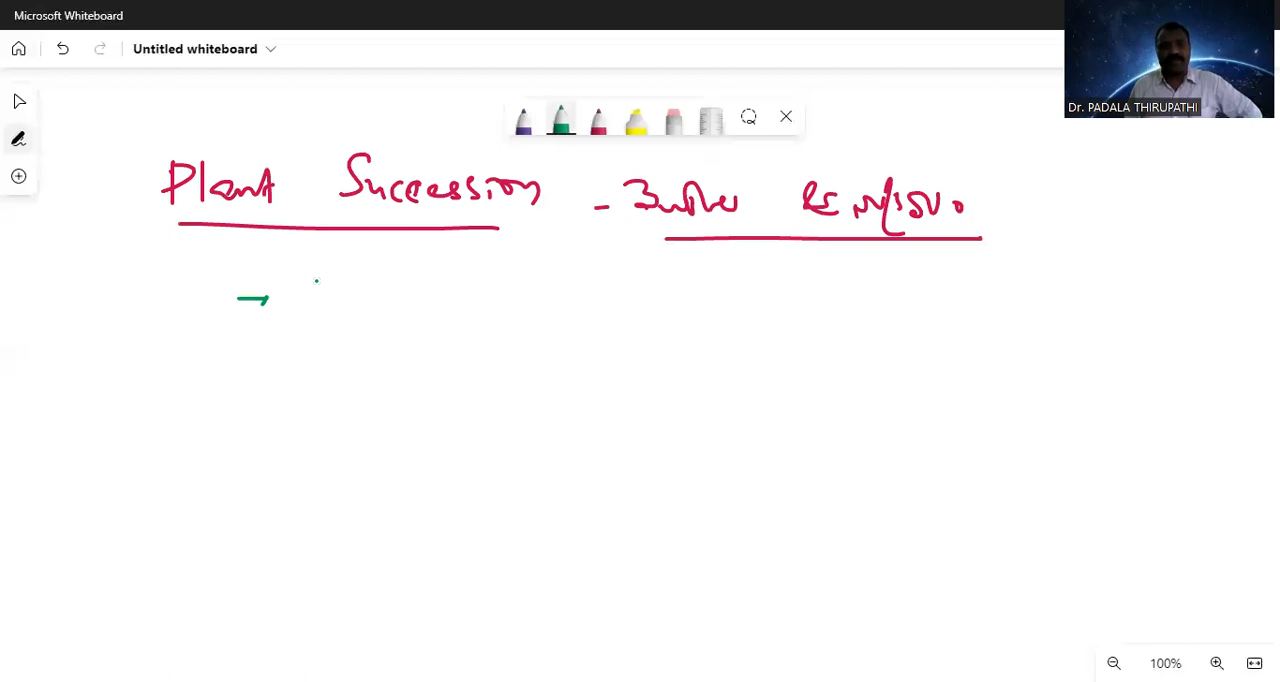 Microsoft Whiteboard
Untitled whiteboard
Dr. PADALA THIRUPATHI
Plant Succession -
100%